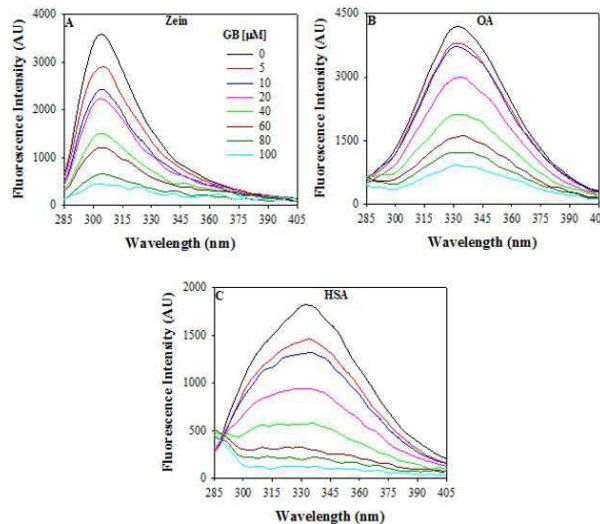 A
Zein
GB [µM]
0
5
10
20
40
60
80
100
4000
3000
2000
1000
0
285 300 315 330 345 360 375 390 405
Fluorescence Intensity (AU)
Wavelength (nm)
B
OA
4500
3000
1500
0
285 300 315 330 345 360 375 390 405
Fluorescence Intensity (AU)
Wavelength (nm)
C
HSA
2000
1500
1000
500
0
285 300 315 330 345 360 375 390 405
Fluorescence Intensity (AU)
Wavelength (nm)